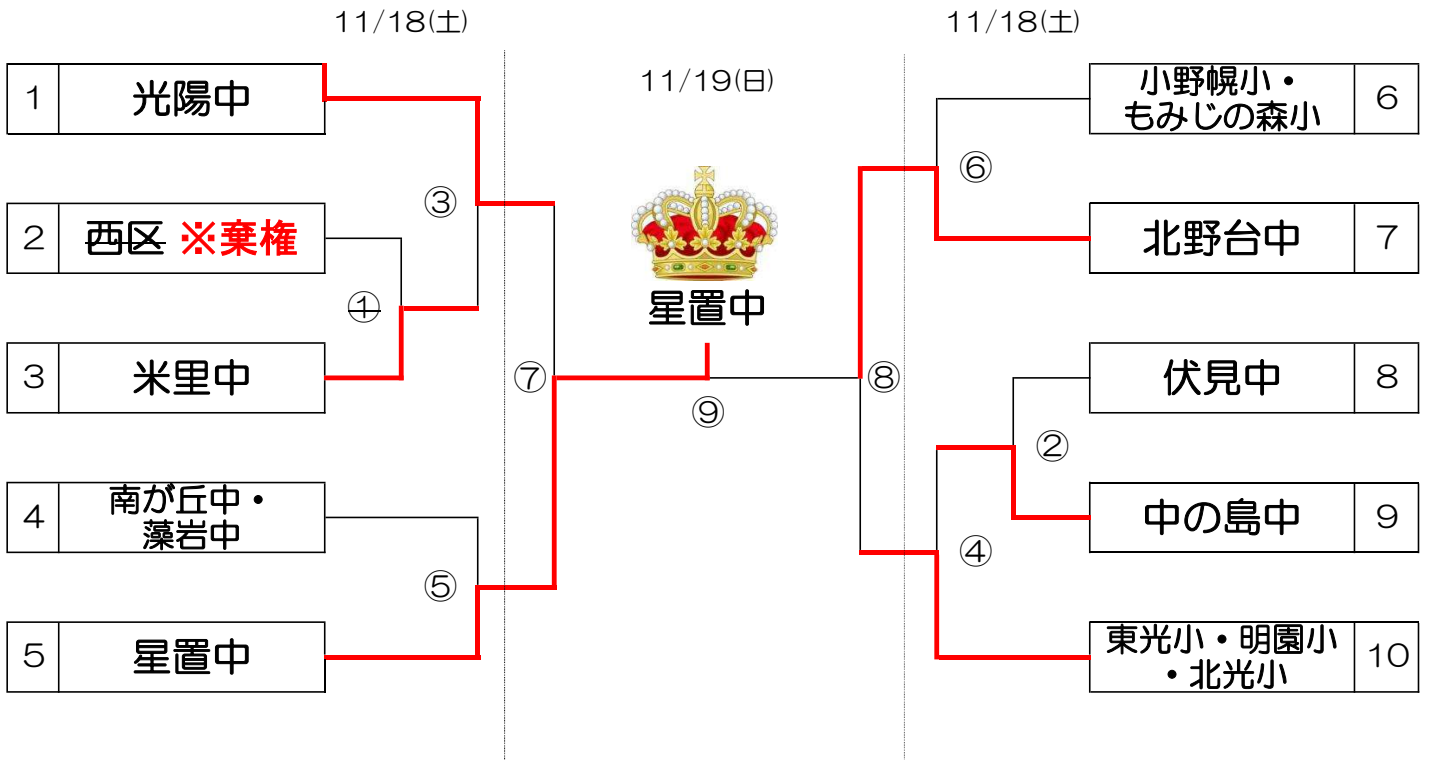 11/18(土)
11/18(土)
11/19(日)
1 光陽中
2 西区 ※棄権
3 米里中
4 南が丘中・
藻岩中
5 星置中
①
③
⑤
⑦
星置中
⑨
⑧
⑥
②
④
小野幌小・
もみじの森小 6
北野台中 7
伏見中 8
中の島中 9
東光小・明園小
・北光小 10